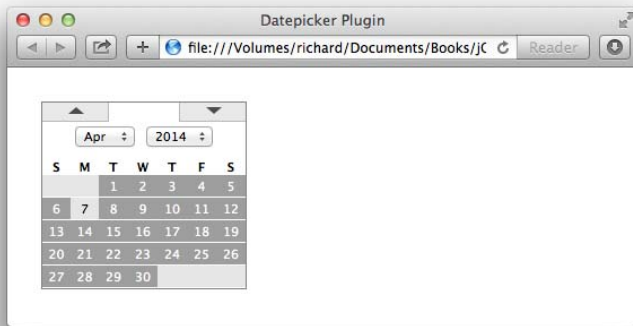 Datepicker Plugin
file:///Volumes/richard/Documents/Books/jQ Reader
Apr 2014
S M T W T F S
1 2 3 4 5
6 7 8 9 10 11 12
13 14 15 16 17 18 19
20 21 22 23 24 25 26
27 28 29 30